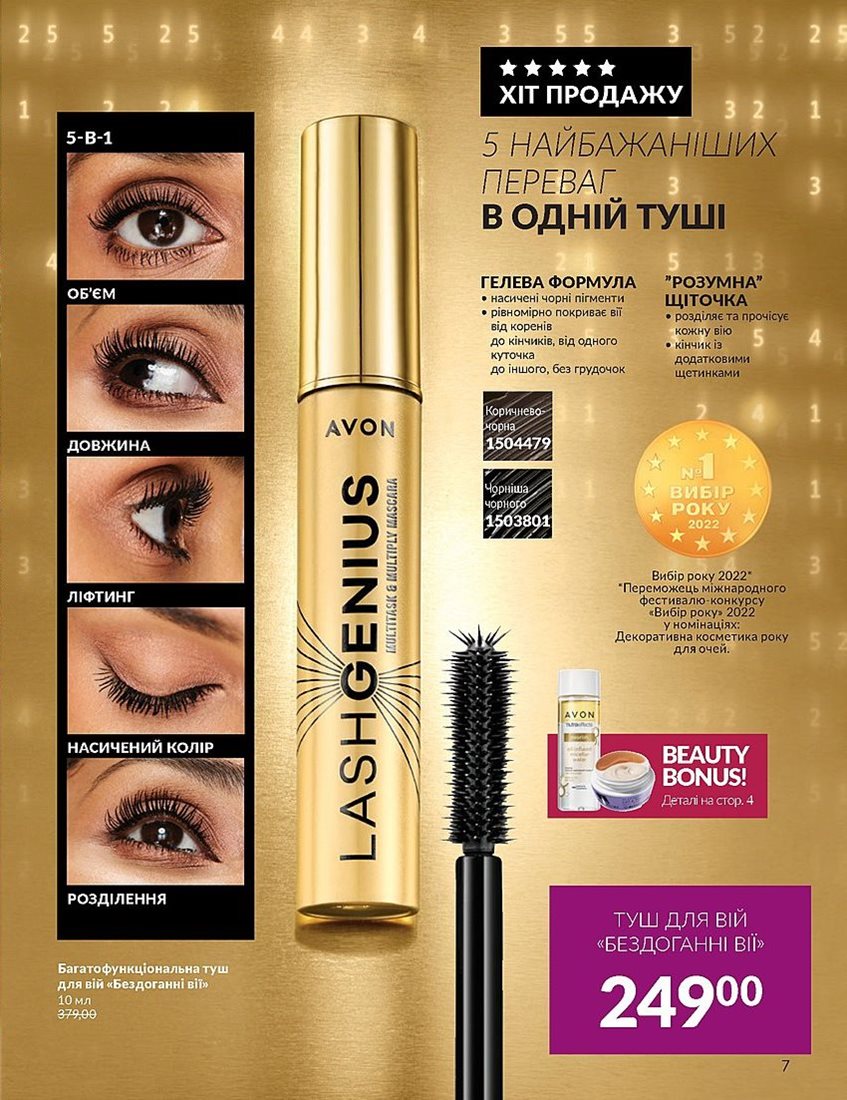 ★★★★★
ХІТ ПРОДАЖУ
5 НАЙБАЖАНІШИХ
ПЕРЕВАГ
В ОДНІЙ ТУШІ
5-В-1
ОБ'ЄМ
ДОВЖИНА
ЛІФТИНГ
НАСИЧЕНИЙ КОЛІР
РОЗДІЛЕННЯ
Багатофункціональна туш
для вій «Бездоганні вії»
10 мл
379,00
AVON
LASHGENIUS
MULTITASK & MULTIPLY MASCARA
ГЕЛЕВА ФОРМУЛА
• насичені чорні пігменти
• рівномірно покриває вії
від коренів
до кінчиків, від одного
куточка
до іншого, без грудочок
"РОЗУМНА"
ЩІТОЧКА
• розділяє та прочісує
кожну вію
• кінчик із
додатковими
щетинками
Коричнево-
чорна
1504479
Чорніша
чорного
1503801
№1
ВИБІР
РОКУ
2022
Вибір року 2022*
*Переможець міжнародного
фестивалю-конкурсу
«Вибір року» 2022
у номінаціях:
Декоративна косметика року
для очей.
AVON
BEAUTY
BONUS!
Деталі на стор. 4
ТУШ ДЛЯ ВІЙ
«БЕЗДОГАННІ ВІЇ»
249⁰⁰
7